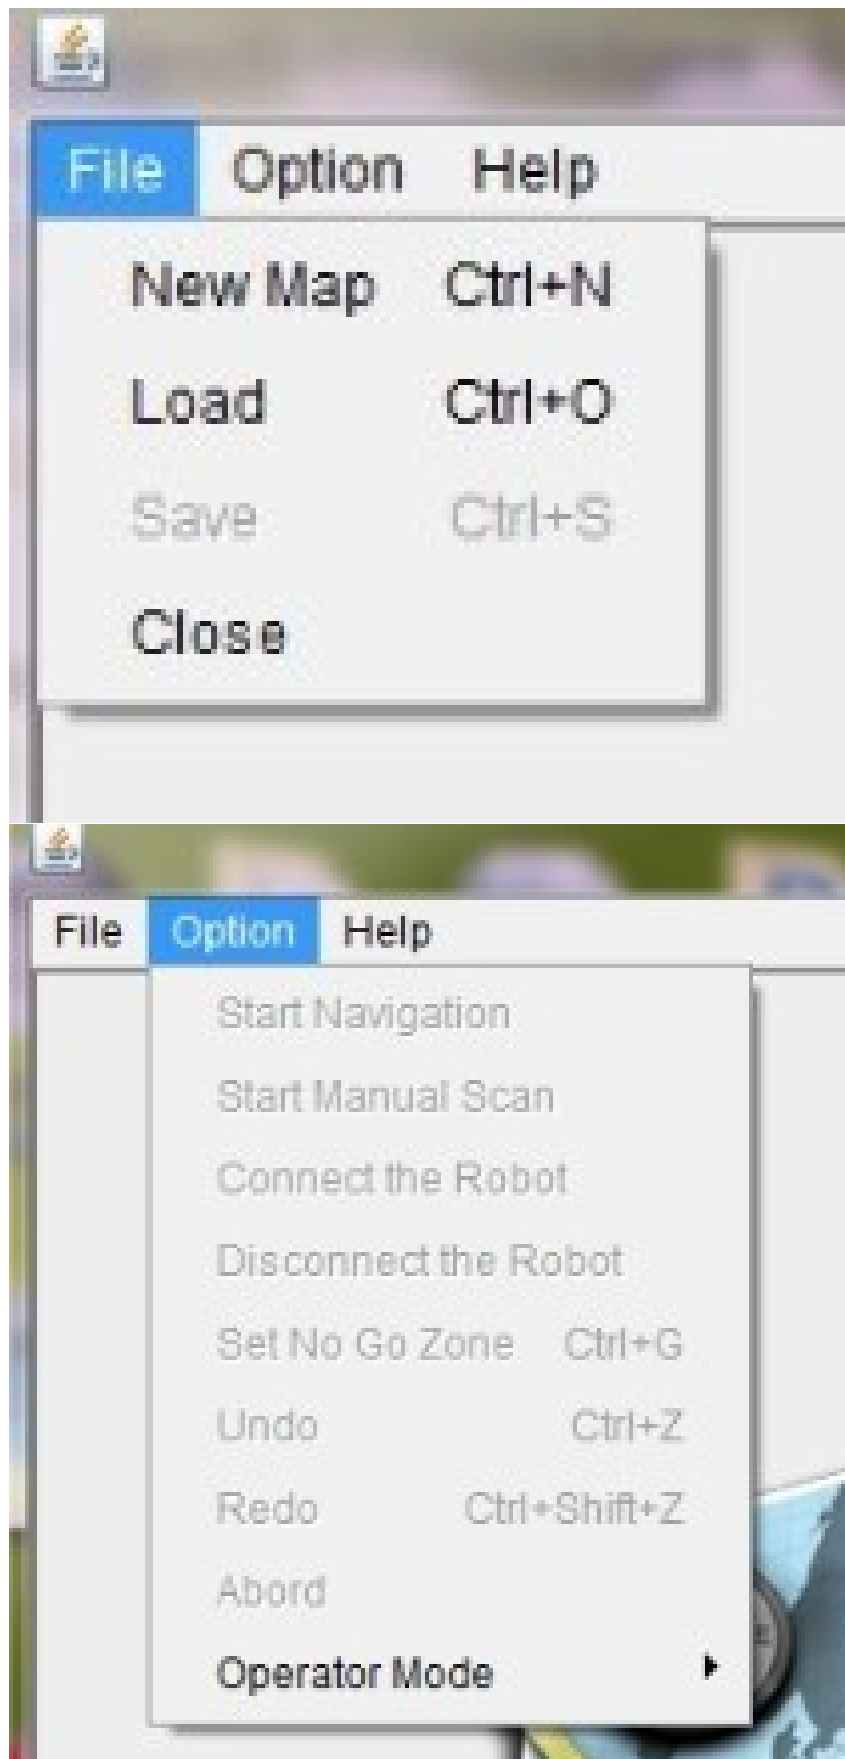 File Option Help
New Map Ctrl+N
Load Ctrl+O
Save Ctrl+S
Close
File Option Help
Start Navigation
Start Manual Scan
Connect the Robot
Disconnect the Robot
Set No Go Zone Ctrl+G
Undo Ctrl+Z
Redo Ctrl+Shift+Z
Abord
Operator Mode